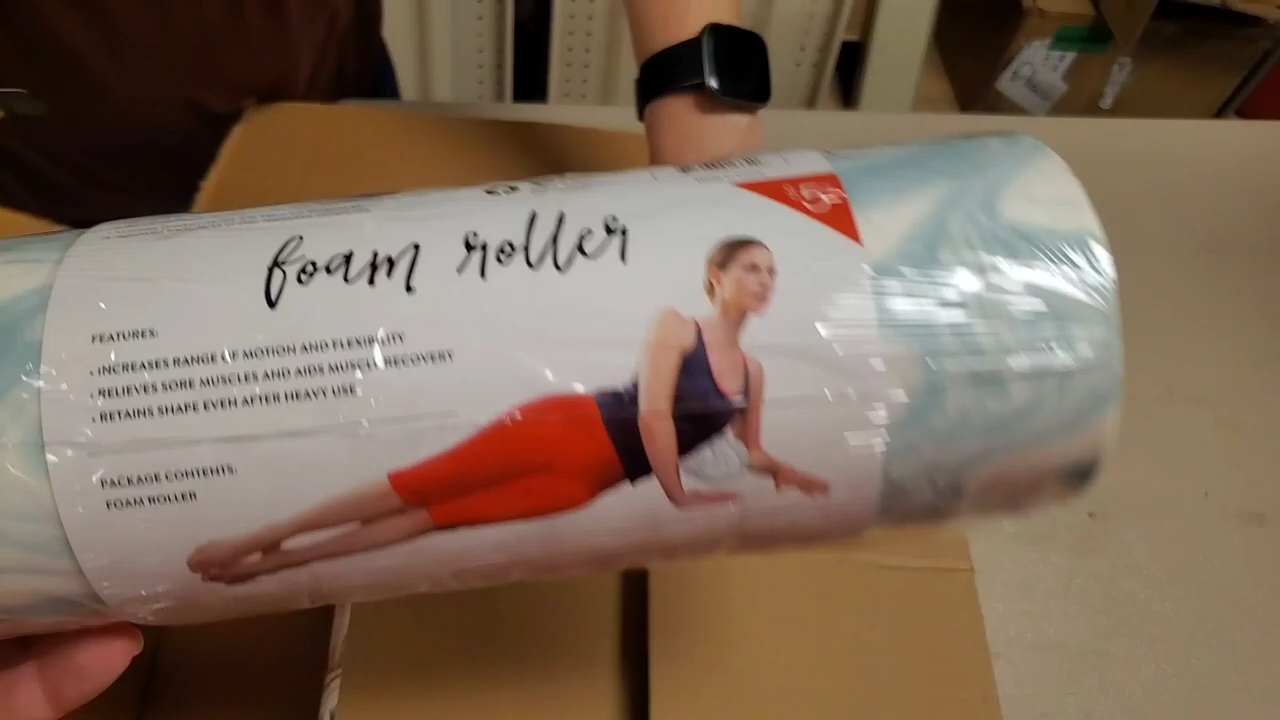 foam roller
$5
FEATURES:
• INCREASES RANGE OF MOTION AND FLEXIBILITY
• RELIEVES SORE MUSCLES AND AIDS MUSCLE RECOVERY
• RETAINS SHAPE EVEN AFTER HEAVY USE
PACKAGE CONTENTS:
FOAM ROLLER